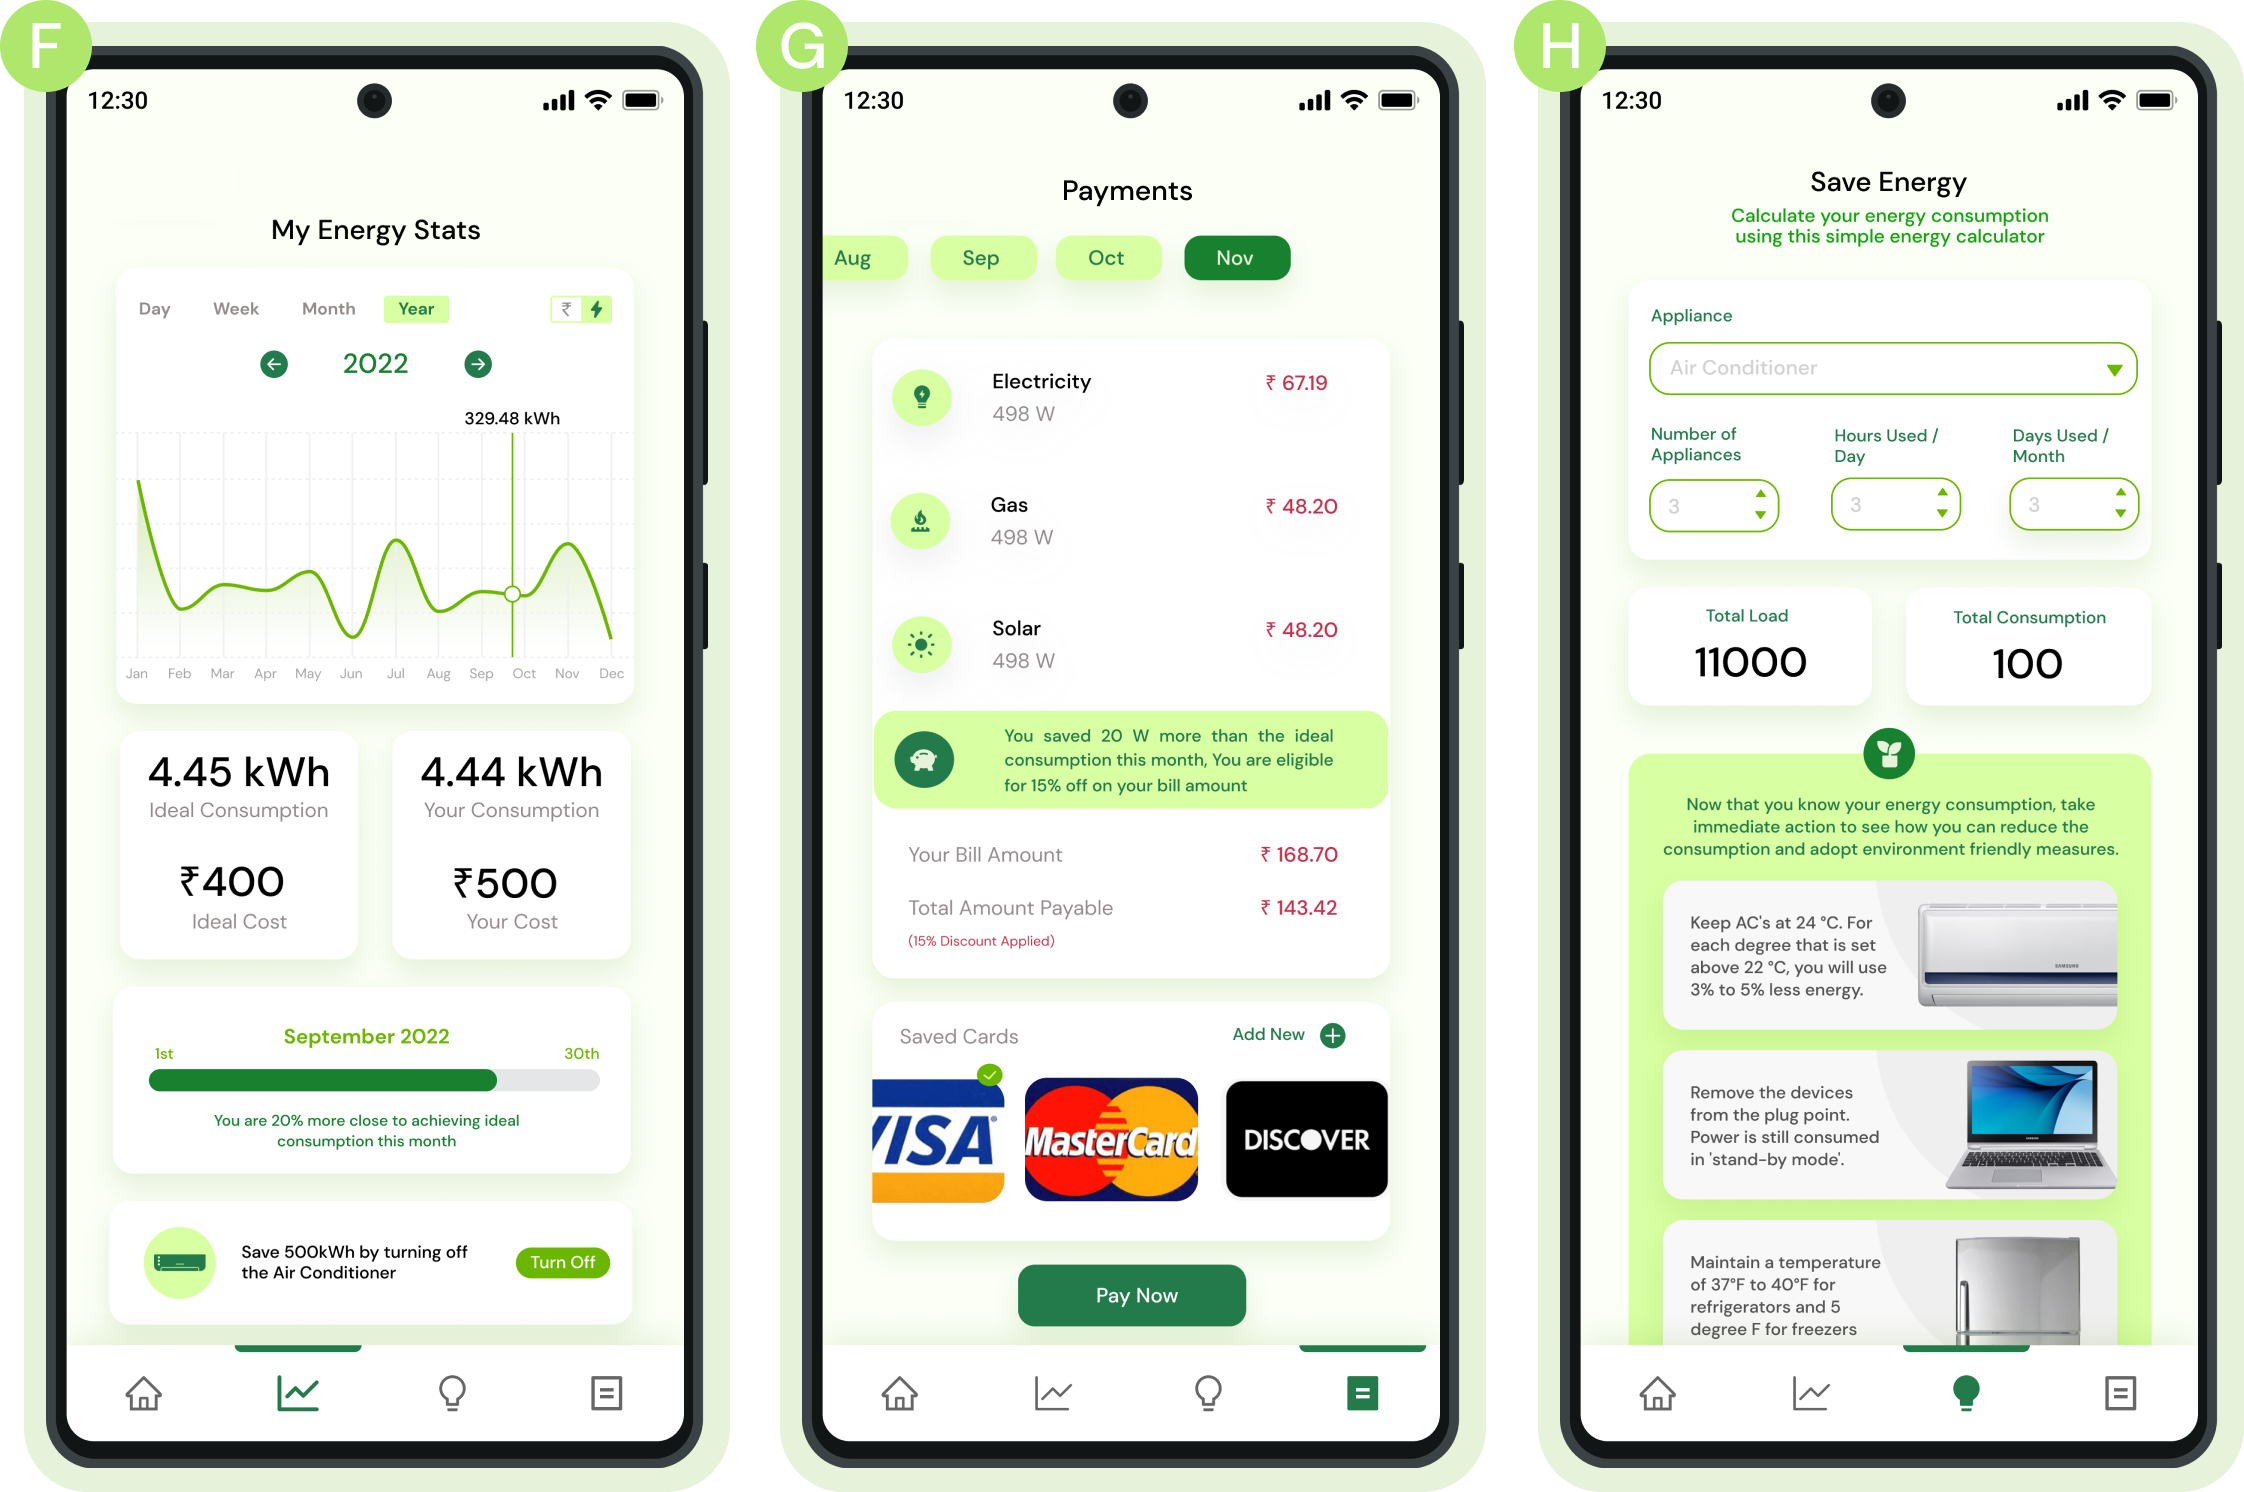 F
12:30
My Energy Stats
Day Week Month Year ₹
2022
329.48 kWh
Jan Feb Mar Apr May Jun Jul Aug Sep Oct Nov Dec
4.45 kWh
Ideal Consumption
₹400
Ideal Cost
4.44 kWh
Your Consumption
₹500
Your Cost
September 2022
1st 30th
You are 20% more close to achieving ideal
consumption this month
Save 500kWh by turning off
the Air Conditioner
Turn Off
G
12:30
Payments
Aug Sep Oct Nov
Electricity ₹ 67.19
498 W
Gas ₹ 48.20
498 W
Solar ₹ 48.20
498 W
You saved 20 W more than the ideal
consumption this month, You are eligible
for 15% off on your bill amount
Your Bill Amount ₹ 168.70
Total Amount Payable ₹ 143.42
(15% Discount Applied)
Saved Cards Add New
VISA MasterCard DISCOVER
Pay Now
H
12:30
Save Energy
Calculate your energy consumption
using this simple energy calculator
Appliance
Air Conditioner
Number of
Appliances
3
Hours Used /
Day
3
Days Used /
Month
3
Total Load
11000
Total Consumption
100
Now that you know your energy consumption, take
immediate action to see how you can reduce the
consumption and adopt environment friendly measures.
Keep AC's at 24 °C. For
each degree that is set
above 22 °C, you will use
3% to 5% less energy.
SAMSUNG
Remove the devices
from the plug point.
Power is still consumed
in 'stand-by mode'.
Maintain a temperature
of 37°F to 40°F for
refrigerators and 5
degree F for freezers